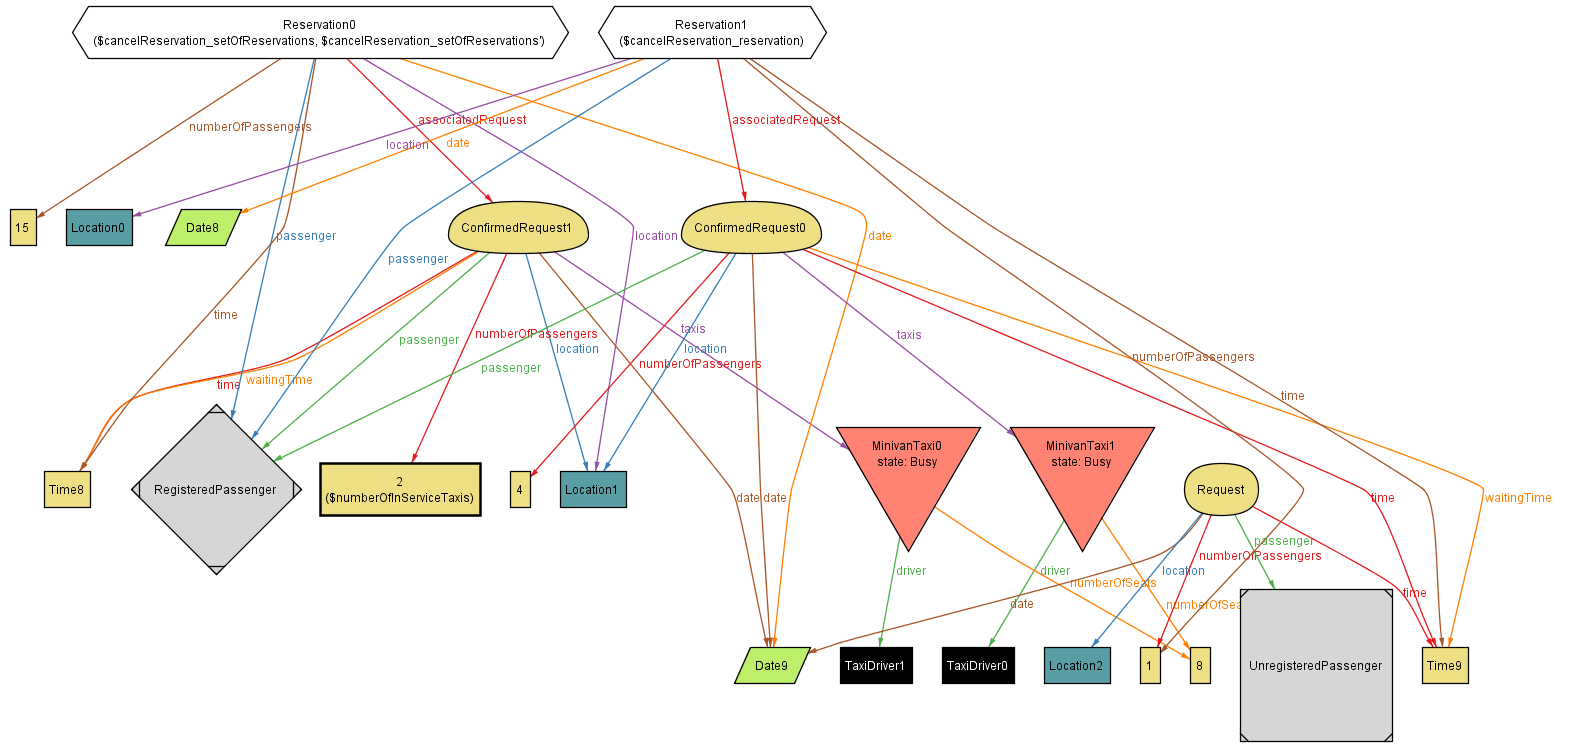 Reservation0
($cancelReservation_setOfReservations, $cancelReservation_setOfReservations')
Reservation1
($cancelReservation_reservation)
associatedRequest
associatedRequest
numberOfPassengers
location
date
15
Location0
Date8
ConfirmedRequest1
ConfirmedRequest0
passenger
location
date
passenger
time
numberOfPassengers
taxis
taxis
passenger
location
location
numberOfPassengers
numberOfPassengers
passenger
time
waitingTime
time
MinivanTaxi0
state: Busy
MinivanTaxi1
state: Busy
Time8
RegisteredPassenger
2
($numberOfInServiceTaxis)
4
Location1
Request
date
date
time
waitingTime
passenger
numberOfPassengers
driver
driver
location
numberOfSeats
time
date
numberOfSea
Date9
TaxiDriver1
TaxiDriver0
Location2
1
8
UnregisteredPassenger
Time9